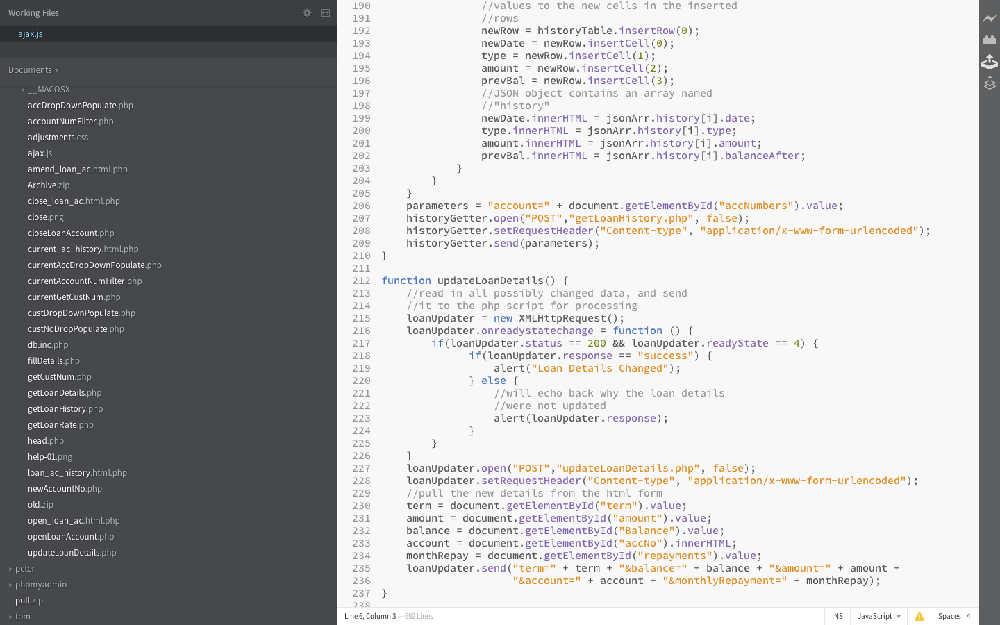 Working Files
ajax.js
Documents
__MACOSX
accDropDownPopulate.php
accountNumFilter.php
adjustments.css
ajax.js
amend_loan_ac.html.php
Archive.zip
close_loan_ac.html.php
close.png
closeLoanAccount.php
current_ac_history.html.php
currentAccDropDownPopulate.php
currentAccountNumFilter.php
currentGetCustNum.php
custDropDownPopulate.php
custNoDropPopulate.php
db.inc.php
fillDetails.php
getCustNum.php
getLoanDetails.php
getLoanHistory.php
getLoanRate.php
head.php
help-01.png
loan_ac_history.html.php
newAccountNo.php
old.zip
open_loan_ac.html.php
openLoanAccount.php
updateLoanDetails.php
peter
phpmyadmin
pull.zip
tom
190 //values to the new cells in the inserted
191 //rows
192 newRow = historyTable.insertRow(0);
193 newDate = newRow.insertCell(0);
194 type = newRow.insertCell(1);
195 amount = newRow.insertCell(2);
196 prevBal = newRow.insertCell(3);
197 //JSON object contains an array named
198 //"history"
199 newDate.innerHTML = jsonArr.history[i].date;
200 type.innerHTML = jsonArr.history[i].type;
201 amount.innerHTML = jsonArr.history[i].amount;
202 prevBal.innerHTML = jsonArr.history[i].balanceAfter;
203 }
204 }
205 }
206 parameters = "account=" + document.getElementById("accNumbers").value;
207 historyGetter.open("POST","getLoanHistory.php", false);
208 historyGetter.setRequestHeader("Content-type", "application/x-www-form-urlencoded");
209 historyGetter.send(parameters);
210 }
211
212 function updateLoanDetails() {
213 //read in all possibly changed data, and send
214 //it to the php script for processing
215 loanUpdater = new XMLHttpRequest();
216 loanUpdater.onreadystatechange = function () {
217 if(loanUpdater.status == 200 && loanUpdater.readyState == 4) {
218 if(loanUpdater.response == "success") {
219 alert("Loan Details Changed");
220 } else {
221 //will echo back why the loan details
222 //were not updated
223 alert(loanUpdater.response);
224 }
225 }
226 }
227 loanUpdater.open("POST","updateLoanDetails.php", false);
228 loanUpdater.setRequestHeader("Content-type", "application/x-www-form-urlencoded");
229 //pull the new details from the html form
230 term = document.getElementById("term").value;
231 amount = document.getElementById("amount").value;
232 balance = document.getElementById("Balance").value;
233 account = document.getElementById("accNo").innerHTML;
234 monthRepay = document.getElementById("repayments").value;
235 loanUpdater.send("term=" + term + "&balance=" + balance + "&amount=" + amount +
236 "&account=" + account + "&monthlyRepayment=" + monthRepay);
237 }
238
Line 6, Column 3 — 692 Lines
INS JavaScript Spaces: 4